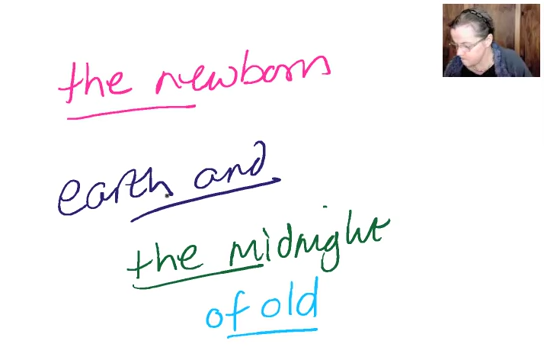 the newborn
earth and
the midnight
of old